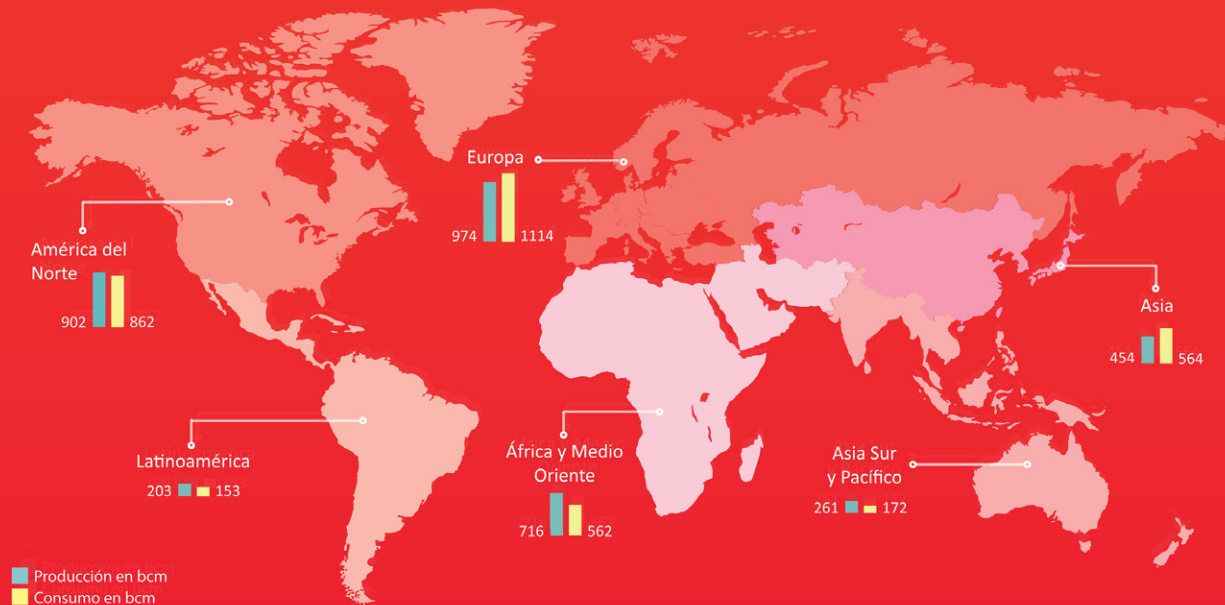 Europa
974 1114
América del
Norte
902 862
Asia
454 564
Latinoamérica
203 153
África y Medio
Oriente
716 562
Asia Sur
y Pacífico
261 172
Producción en bcm
Consumo en bcm